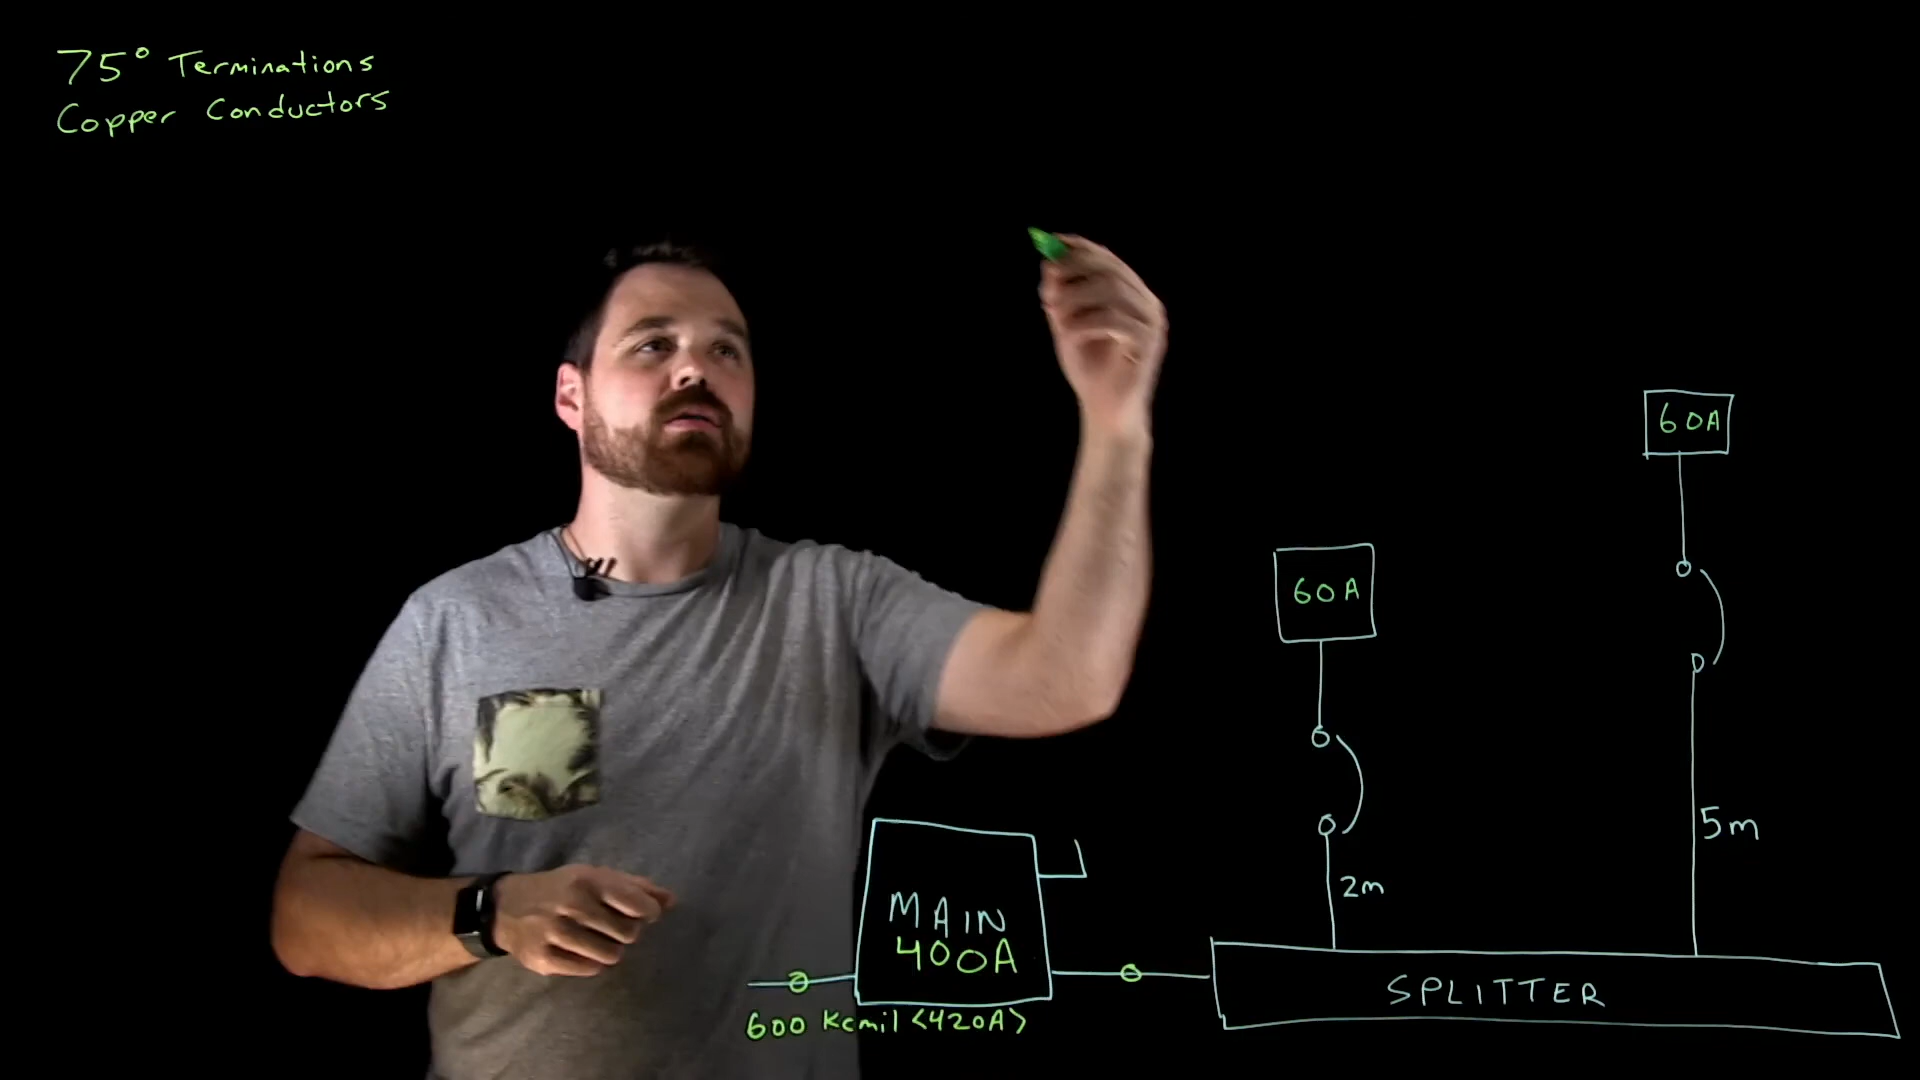 75° Terminations
Copper Conductors
60A
60A
5m
2m
MAIN
400A
SPLITTER
600 Kcmil <420A>